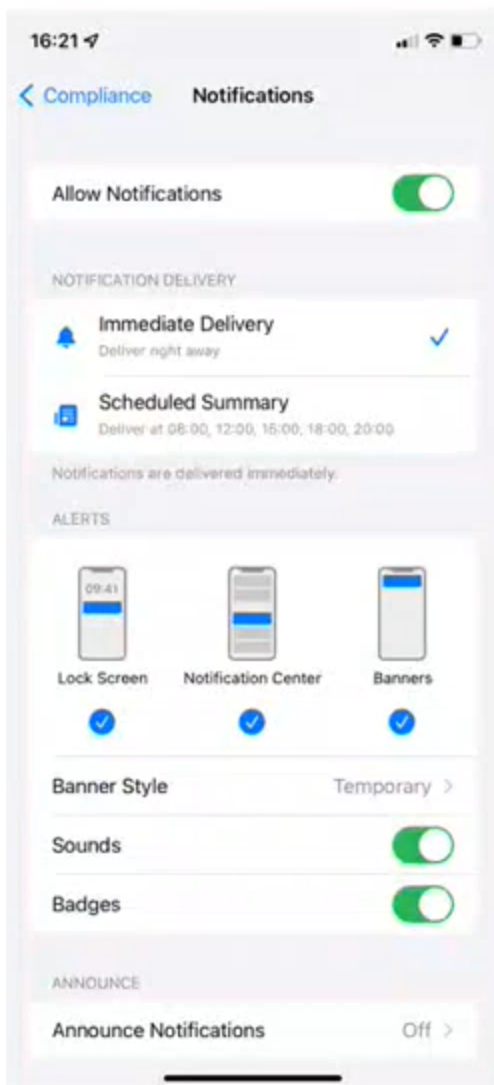 16:21
Compliance Notifications
Allow Notifications
NOTIFICATION DELIVERY
Immediate Delivery
Deliver right away
Scheduled Summary
Deliver at 08:00, 12:00, 15:00, 18:00, 20:00
Notifications are delivered immediately.
ALERTS
09:41
Lock Screen Notification Center Banners
Banner Style Temporary
Sounds
Badges
ANNOUNCE
Announce Notifications Off